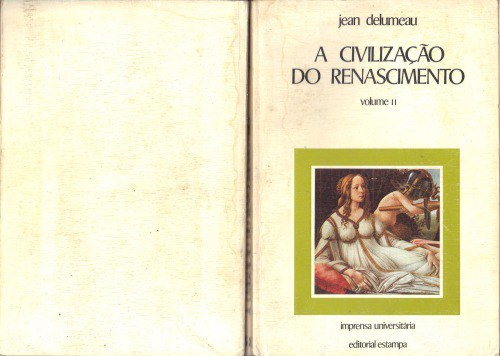 jean delumeau
A CIVILIZAÇÃO
DO RENASCIMENTO
volume II
imprensa universitária
editorial estampa